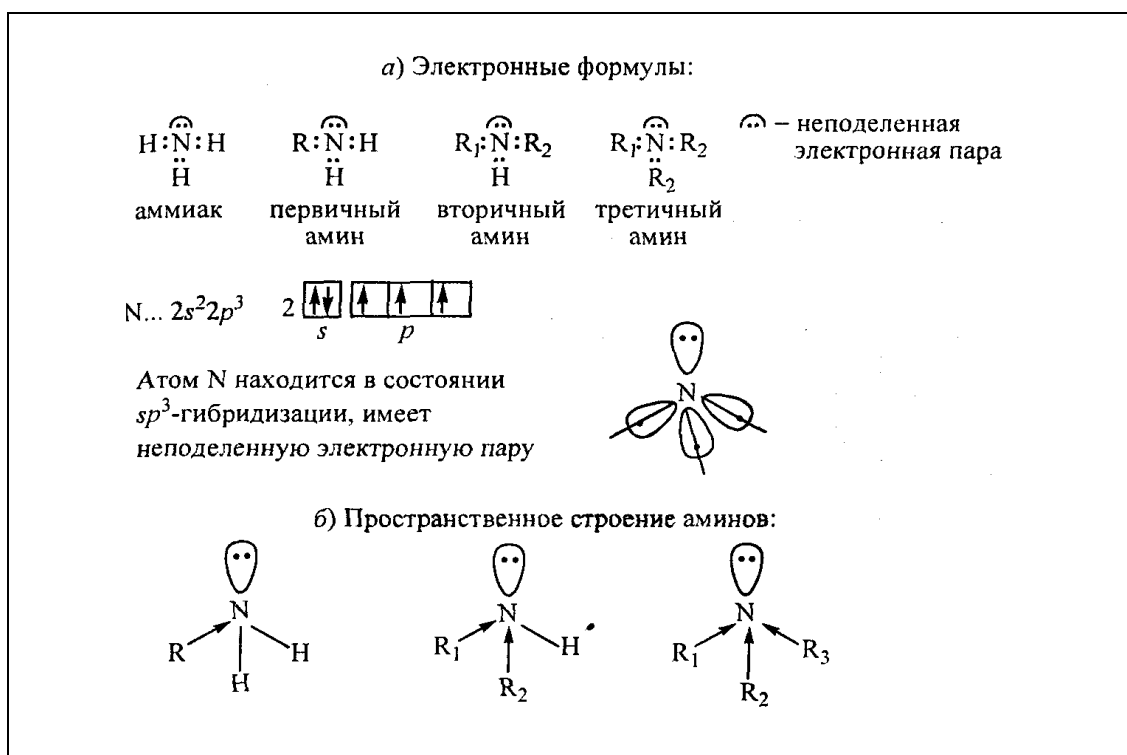 а) Электронные формулы:
H:N:H R:N:H R₁:N:R₂ R₁:N:R₂ – неподеленная
H H H R₂ электронная пара
аммиак первичный вторичный третичный
амин амин амин
N... 2s²2p³ 2
s p
N
Атом N находится в состоянии
sp³-гибридизации, имеет
неподеленную электронную пару
б) Пространственное строение аминов:
N N N
R H R₁ H R₁ R₃
H R₂ R₂